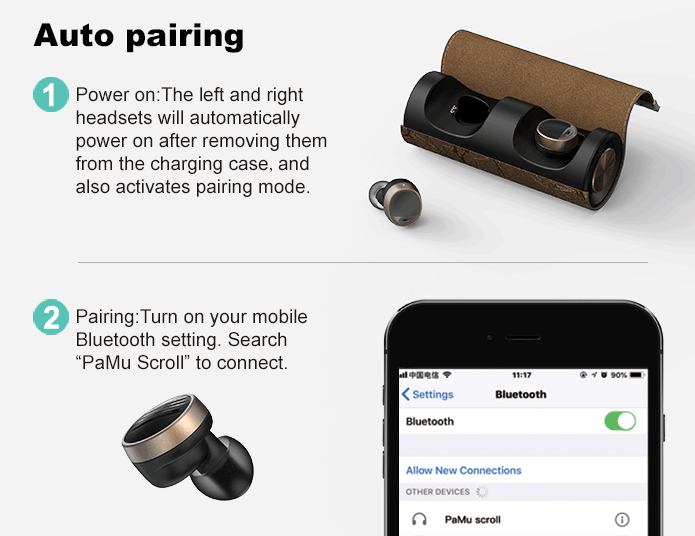 Auto pairing
1 Power on:The left and right
headsets will automatically
power on after removing them
from the charging case, and
also activates pairing mode.
2 Pairing:Turn on your mobile
Bluetooth setting. Search
“PaMu Scroll” to connect.
中国电信 11:17 90%
Settings Bluetooth
Bluetooth
Allow New Connections
OTHER DEVICES
PaMu scroll